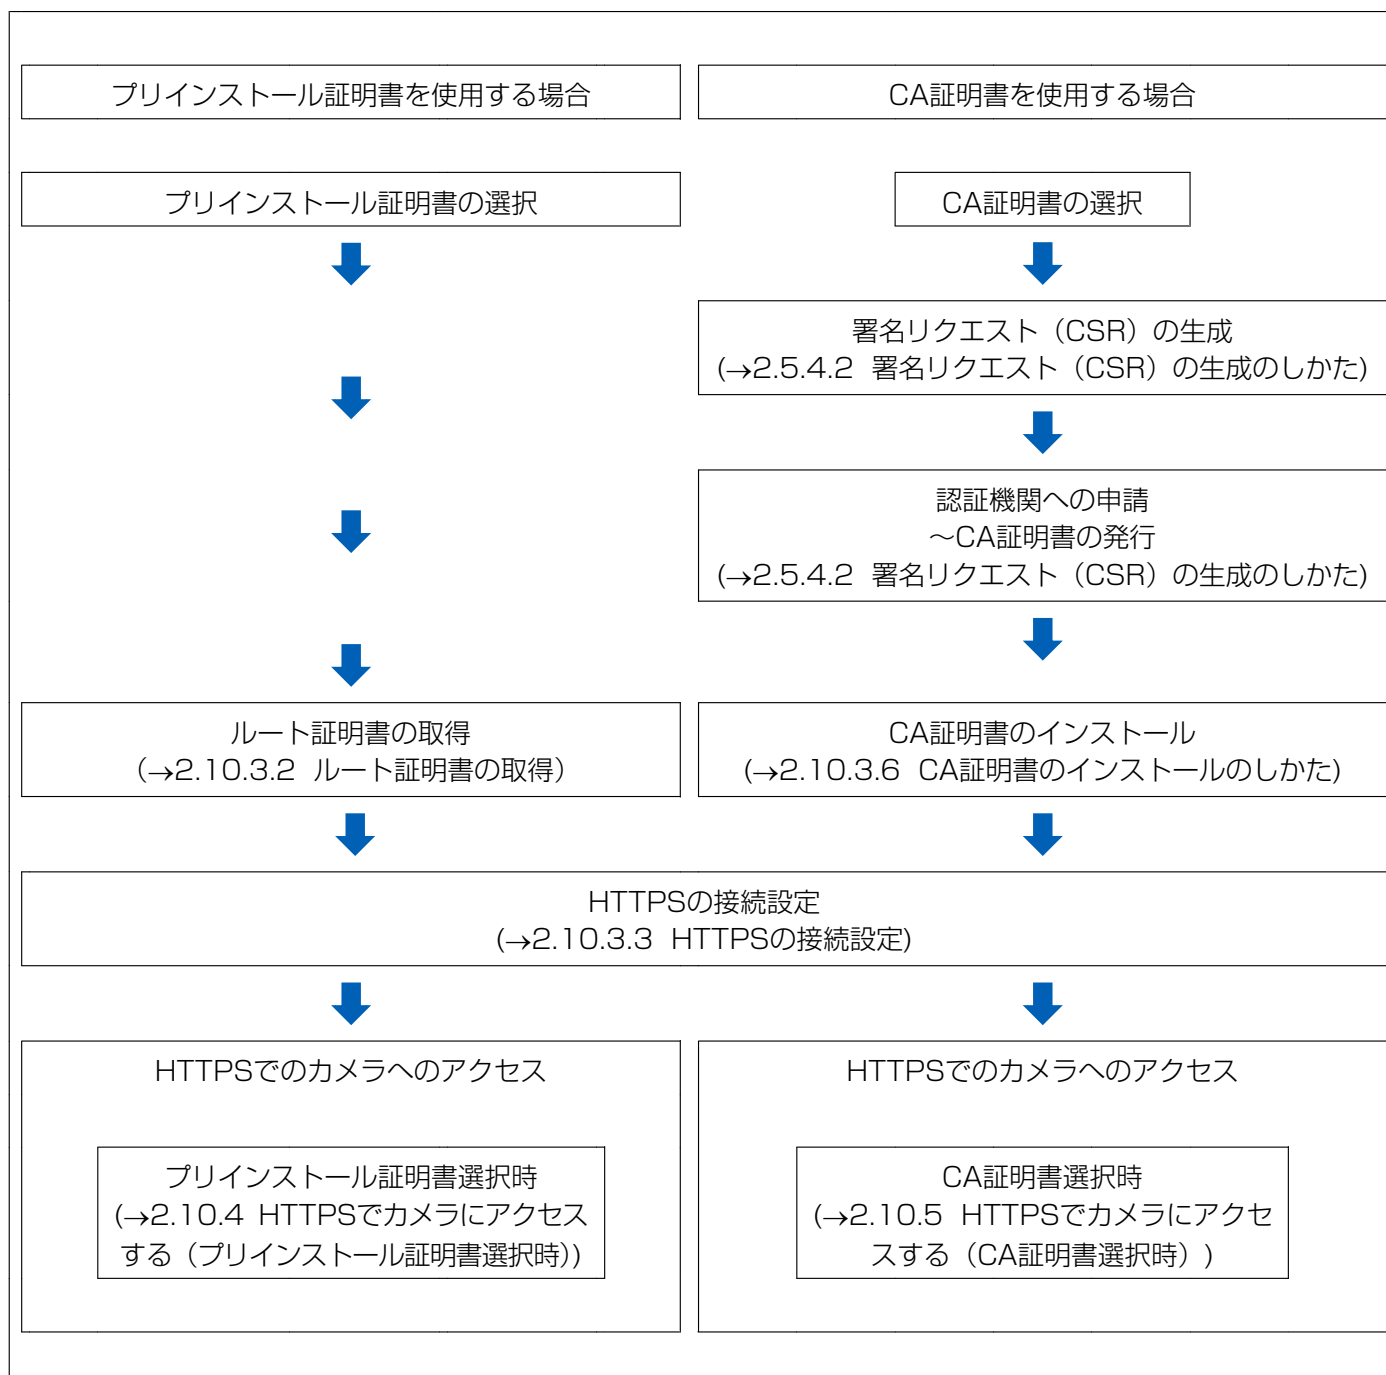 プリインストール証明書を使用する場合
CA証明書を使用する場合
プリインストール証明書の選択
CA証明書の選択
署名リクエスト（CSR）の生成
(→2.5.4.2 署名リクエスト（CSR）の生成のしかた)
認証機関への申請
～CA証明書の発行
(→2.5.4.2 署名リクエスト（CSR）の生成のしかた)
ルート証明書の取得
（→2.10.3.2 ルート証明書の取得）
CA証明書のインストール
(→2.10.3.6 CA証明書のインストールのしかた)
HTTPSの接続設定
(→2.10.3.3 HTTPSの接続設定)
HTTPSでのカメラへのアクセス
プリインストール証明書選択時
(→2.10.4 HTTPSでカメラにアクセス
する（プリインストール証明書選択時）)
HTTPSでのカメラへのアクセス
CA証明書選択時
(→2.10.5 HTTPSでカメラにアクセ
スする（CA証明書選択時）)